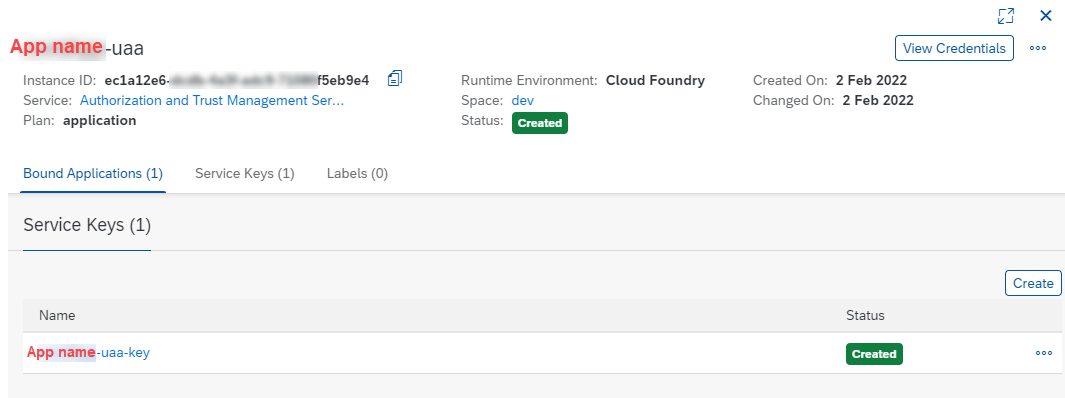 App name-uaa
View Credentials
Instance ID: ec1a12e6- f5eb9e4
Runtime Environment: Cloud Foundry
Created On: 2 Feb 2022
Service: Authorization and Trust Management Ser...
Space: dev
Changed On: 2 Feb 2022
Plan: application
Status: Created
Bound Applications (1)
Service Keys (1)
Labels (0)
Service Keys (1)
Create
Name
Status
App name-uaa-key
Created